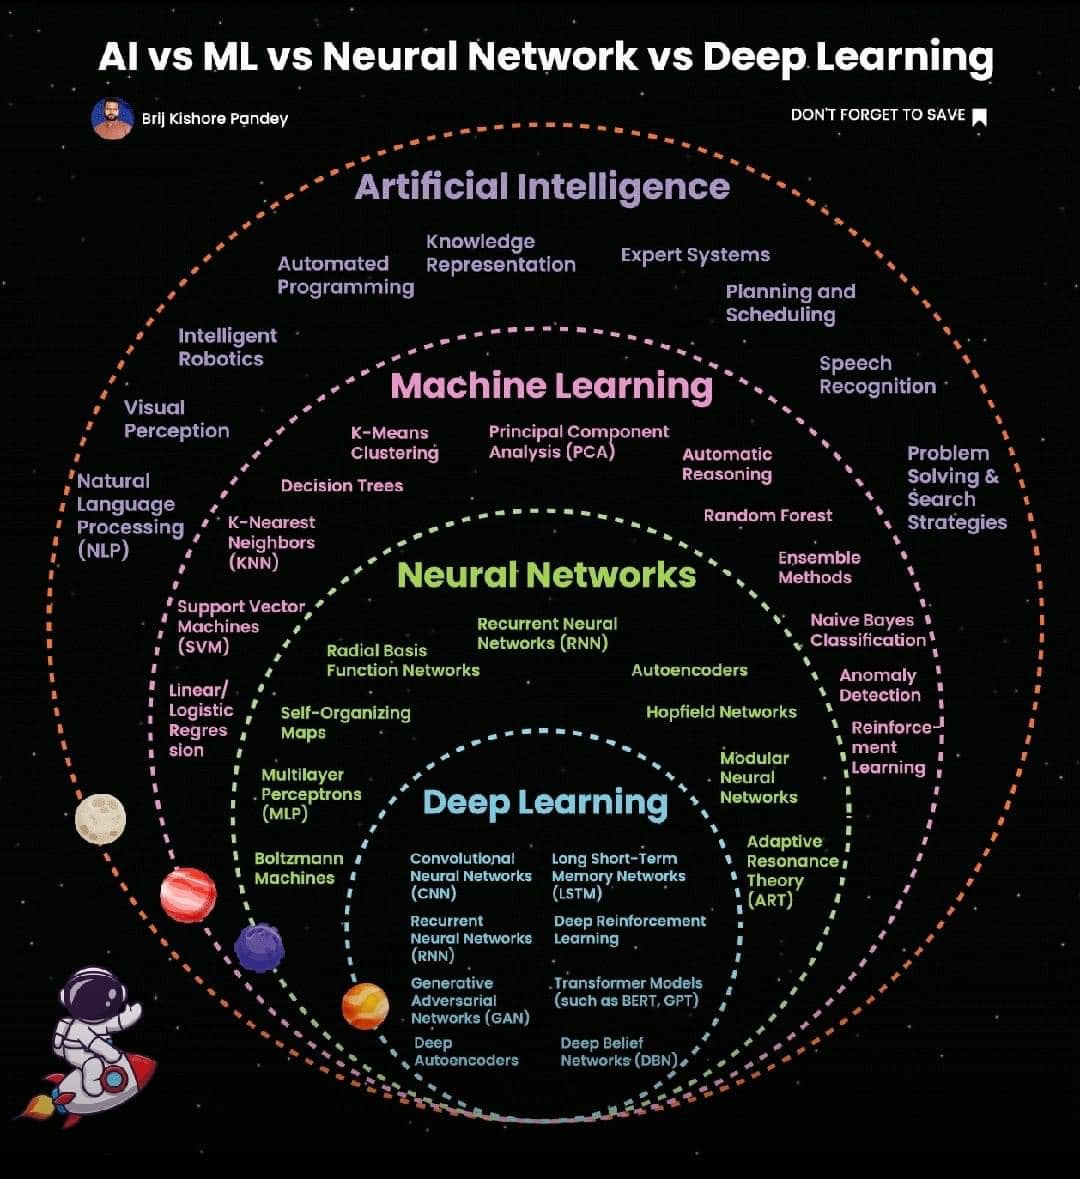 AI vs ML vs Neural Network vs Deep Learning
Brij Kishore Pandey
DON'T FORGET TO SAVE
Artificial Intelligence
Natural
Language
Processing
(NLP)
Visual
Perception
Intelligent
Robotics
Automated
Programming
Knowledge
Representation
Expert Systems
Planning and
Scheduling
Speech
Recognition
Problem
Solving &
Search
Strategies
Machine Learning
Linear/
Logistic
Regres
sion
Support Vector
Machines
(SVM)
K-Nearest
Neighbors
(KNN)
Decision Trees
K-Means
Clustering
Principal Component
Analysis (PCA)
Automatic
Reasoning
Random Forest
Ensemble
Methods
Naive Bayes
Classification
Anomaly
Detection
Reinforce-
ment
Learning
Neural Networks
Boltzmann
Machines
Multilayer
Perceptrons
(MLP)
Self-Organizing
Maps
Radial Basis
Function Networks
Recurrent Neural
Networks (RNN)
Autoencoders
Hopfield Networks
Modular
Neural
Networks
Adaptive
Resonance
Theory
(ART)
Deep Learning
Convolutional
Neural Networks
(CNN)
Long Short-Term
Memory Networks
(LSTM)
Recurrent
Neural Networks
(RNN)
Deep Reinforcement
Learning
Generative
Adversarial
Networks (GAN)
Transformer Models
(such as BERT, GPT)
Deep
Autoencoders
Deep Belief
Networks (DBN)